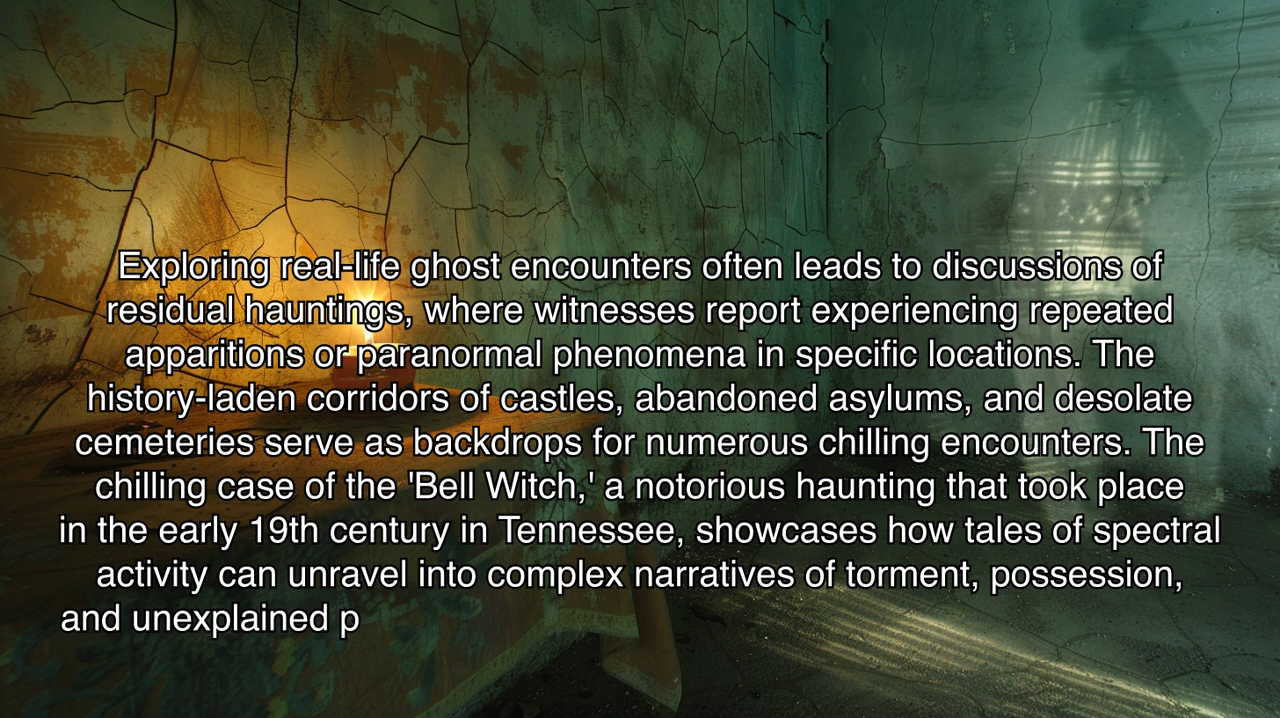 Exploring real-life ghost encounters often leads to discussions of
residual hauntings, where witnesses report experiencing repeated
apparitions or paranormal phenomena in specific locations. The
history-laden corridors of castles, abandoned asylums, and desolate
cemeteries serve as backdrops for numerous chilling encounters. The
chilling case of the 'Bell Witch,' a notorious haunting that took place
in the early 19th century in Tennessee, showcases how tales of spectral
activity can unravel into complex narratives of torment, possession,
and unexplained p